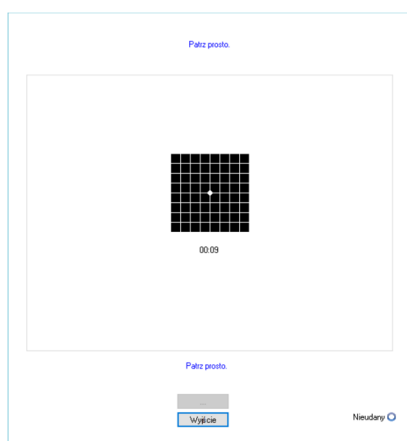 Patrz prosto.
00:09
Patrz prosto.
...
Wyjście
Nieudany